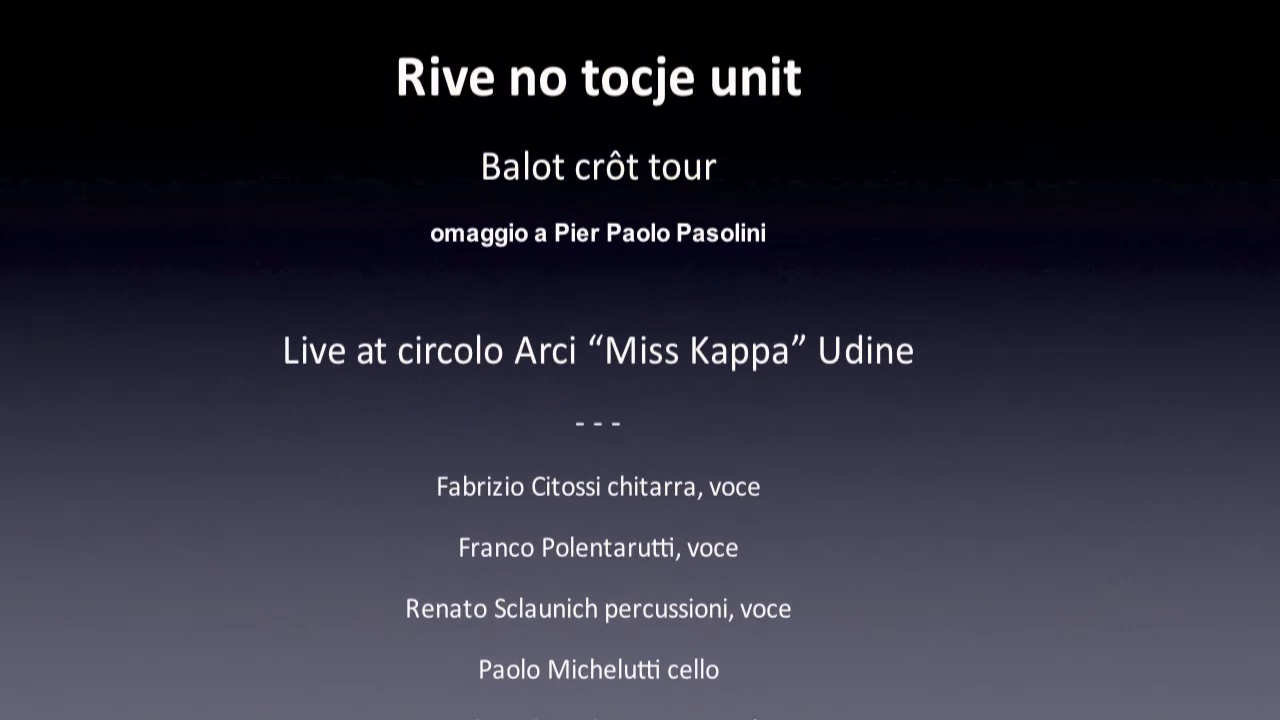 Rive no tocje unit
Balot crôt tour
omaggio a Pier Paolo Pasolini
Live at circolo Arci “Miss Kappa” Udine
- - -
Fabrizio Citossi chitarra, voce
Franco Polentarutti, voce
Renato Sclaunich percussioni, voce
Paolo Michelutti cello